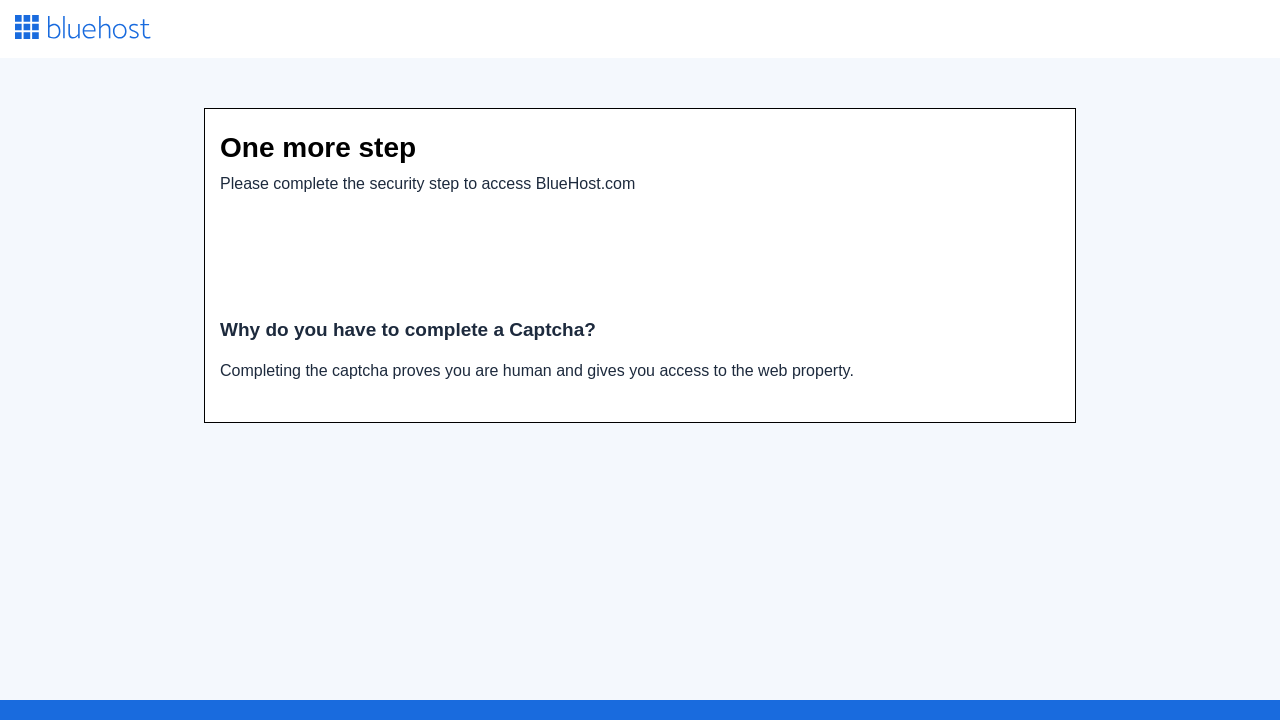 bluehost
One more step
Please complete the security step to access BlueHost.com
Why do you have to complete a Captcha?
Completing the captcha proves you are human and gives you access to the web property.